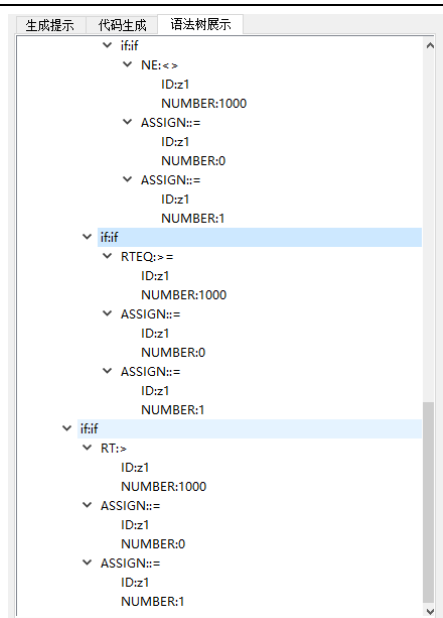 生成提示 代码生成 语法树展示
if:if
NE:<>
ID:z1
NUMBER:1000
ASSIGN::=
ID:z1
NUMBER:0
ASSIGN::=
ID:z1
NUMBER:1
if:if
RTEQ:>=
ID:z1
NUMBER:1000
ASSIGN::=
ID:z1
NUMBER:0
ASSIGN::=
ID:z1
NUMBER:1
if:if
RT:>
ID:z1
NUMBER:1000
ASSIGN::=
ID:z1
NUMBER:0
ASSIGN::=
ID:z1
NUMBER:1